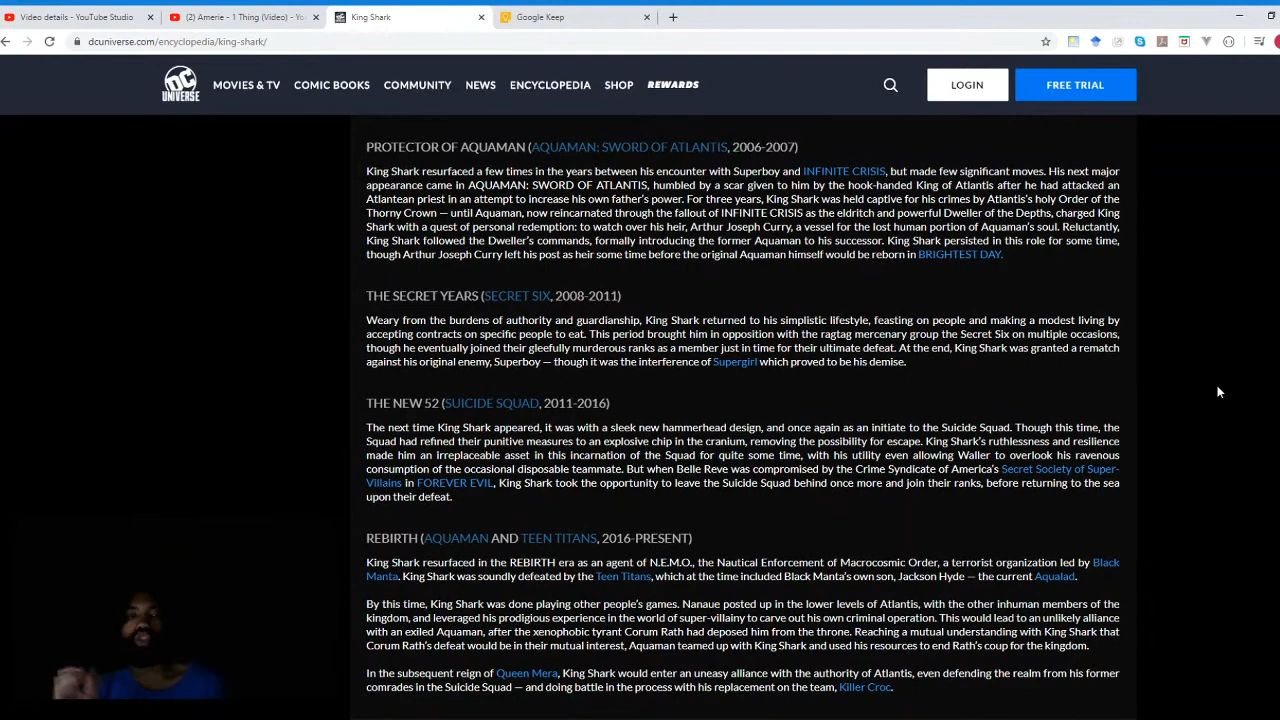 Video details - YouTube Studio
(2) Amerie - 1 Thing (Video) - Yo
King Shark
Google Keep
dcuniverse.com/encyclopedia/king-shark/
DC UNIVERSE
MOVIES & TV
COMIC BOOKS
COMMUNITY
NEWS
ENCYCLOPEDIA
SHOP
REWARDS
LOGIN
FREE TRIAL
PROTECTOR OF AQUAMAN (AQUAMAN: SWORD OF ATLANTIS, 2006-2007)
King Shark resurfaced a few times in the years between his encounter with Superboy and INFINITE CRISIS, but made few significant moves. His next major
appearance came in AQUAMAN: SWORD OF ATLANTIS, humbled by a scar given to him by the hook-handed King of Atlantis after he had attacked an
Atlantean priest in an attempt to increase his own father's power. For three years, King Shark was held captive for his crimes by Atlantis's holy Order of the
Thorny Crown — until Aquaman, now reincarnated through the fallout of INFINITE CRISIS as the eldritch and powerful Dweller of the Depths, charged King
Shark with a quest of personal redemption: to watch over his heir, Arthur Joseph Curry, a vessel for the lost human portion of Aquaman's soul. Reluctantly,
King Shark followed the Dweller's commands, formally introducing the former Aquaman to his successor. King Shark persisted in this role for some time,
though Arthur Joseph Curry left his post as heir some time before the original Aquaman himself would be reborn in BRIGHTEST DAY.
THE SECRET YEARS (SECRET SIX, 2008-2011)
Weary from the burdens of authority and guardianship, King Shark returned to his simplistic lifestyle, feasting on people and making a modest living by
accepting contracts on specific people to eat. This period brought him in opposition with the ragtag mercenary group the Secret Six on multiple occasions,
though he eventually joined their gleefully murderous ranks as a member just in time for their ultimate defeat. At the end, King Shark was granted a rematch
against his original enemy, Superboy — though it was the interference of Supergirl which proved to be his demise.
THE NEW 52 (SUICIDE SQUAD, 2011-2016)
The next time King Shark appeared, it was with a sleek new hammerhead design, and once again as an initiate to the Suicide Squad. Though this time, the
Squad had refined their punitive measures to an explosive chip in the cranium, removing the possibility for escape. King Shark's ruthlessness and resilience
made him an irreplaceable asset in this incarnation of the Squad for quite some time, with his utility even allowing Waller to overlook his ravenous
consumption of the occasional disposable teammate. But when Belle Reve was compromised by the Crime Syndicate of America's Secret Society of Super-
Villains in FOREVER EVIL, King Shark took the opportunity to leave the Suicide Squad behind once more and join their ranks, before returning to the sea
upon their defeat.
REBIRTH (AQUAMAN AND TEEN TITANS, 2016-PRESENT)
King Shark resurfaced in the REBIRTH era as an agent of N.E.M.O., the Nautical Enforcement of Macrocosmic Order, a terrorist organization led by Black
Manta. King Shark was soundly defeated by the Teen Titans, which at the time included Black Manta's own son, Jackson Hyde — the current Aqualad.
By this time, King Shark was done playing other people's games. Nanaue posted up in the lower levels of Atlantis, with the other inhuman members of the
kingdom, and leveraged his prodigious experience in the world of super-villainy to carve out his own criminal operation. This would lead to an unlikely alliance
with an exiled Aquaman, after the xenophobic tyrant Corum Rath had deposed him from the throne. Reaching a mutual understanding with King Shark that
Corum Rath's defeat would be in their mutual interest, Aquaman teamed up with King Shark and used his resources to end Rath's coup for the kingdom.
In the subsequent reign of Queen Mera, King Shark would enter an uneasy alliance with the authority of Atlantis, even defending the realm from his former
comrades in the Suicide Squad — and doing battle in the process with his replacement on the team, Killer Croc.